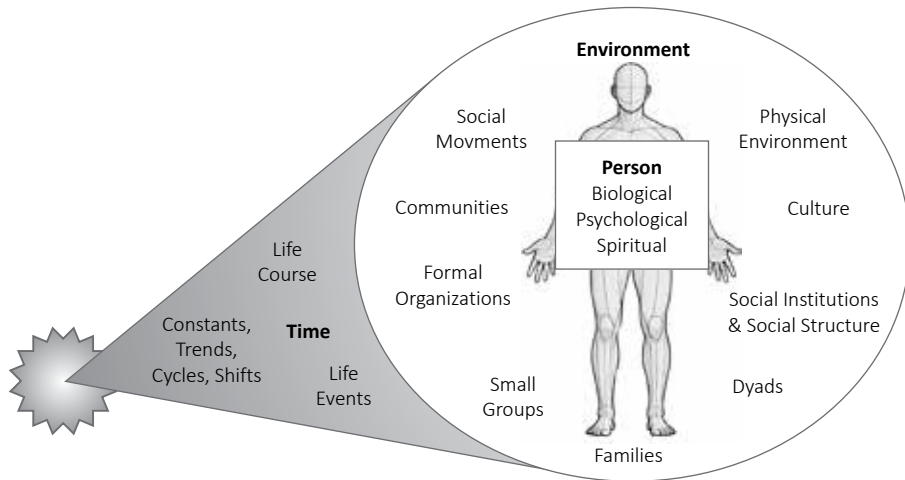 Environment
Social
Movments
Physical
Environment
Person
Biological
Psychological
Spiritual
Communities
Culture
Life
Course
Formal
Organizations
Social Institutions
& Social Structure
Constants,
Trends,
Cycles, Shifts
Time
Life
Events
Small
Groups
Dyads
Families